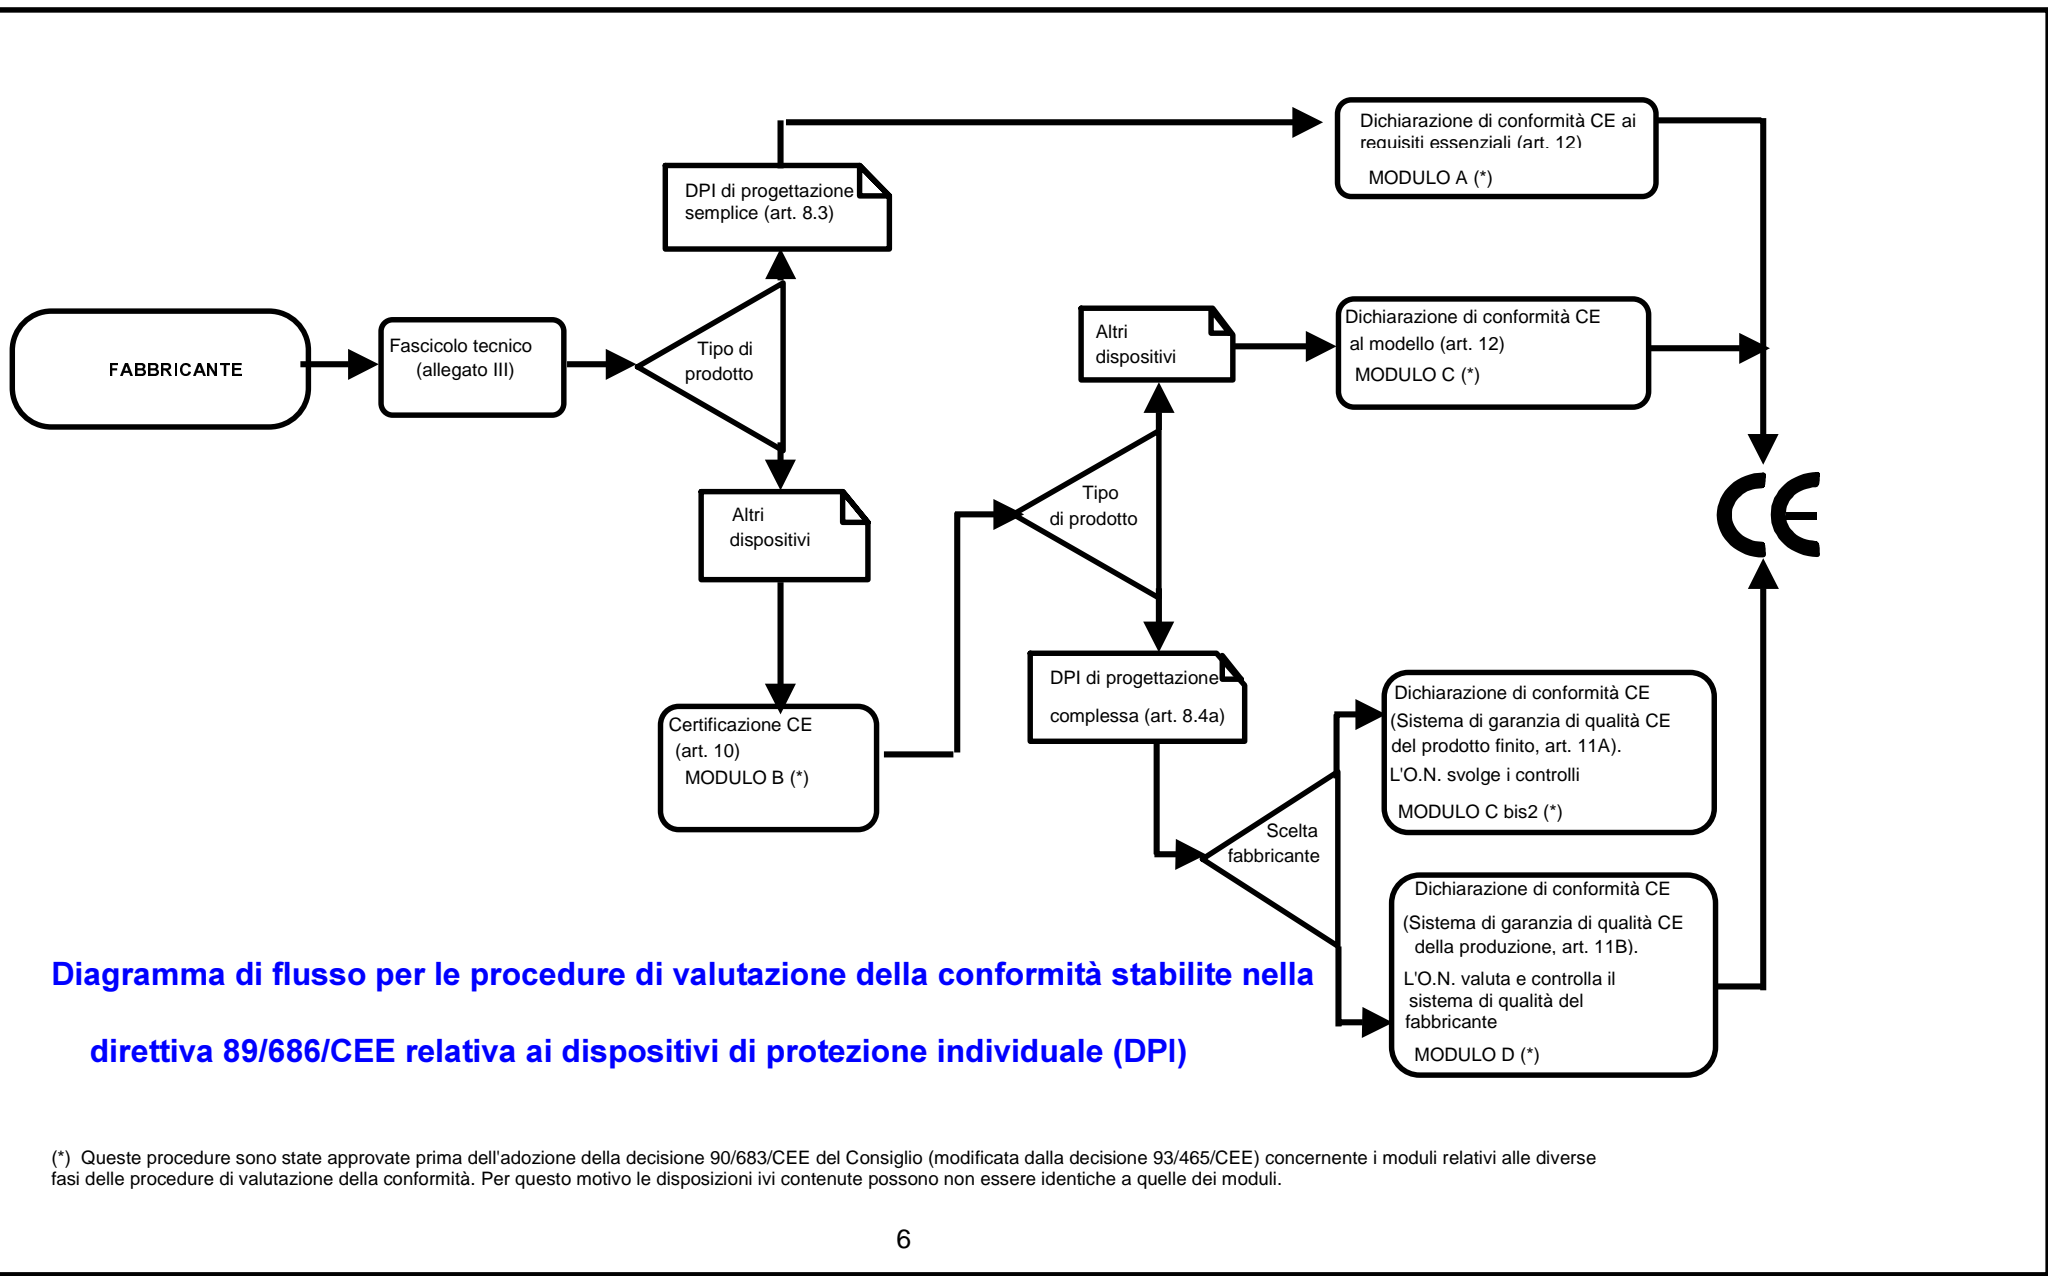 Dichiarazione di conformità CE ai
requisiti essenziali (art. 12)
MODULO A (*)
DPI di progettazione
semplice (art. 8.3)
FABBRICANTE
Fascicolo tecnico
(allegato III)
Tipo di
prodotto
Altri
dispositivi
Dichiarazione di conformità CE
al modello (art. 12)
MODULO C (*)
Altri
dispositivi
Tipo
di prodotto
CE
Certificazione CE
(art. 10)
MODULO B (*)
DPI di progettazione
complessa (art. 8.4a)
Scelta
fabbricante
Dichiarazione di conformità CE
(Sistema di garanzia di qualità CE
del prodotto finito, art. 11A).
L'O.N. svolge i controlli
MODULO C bis2 (*)
Dichiarazione di conformità CE
(Sistema di garanzia di qualità CE
della produzione, art. 11B).
L'O.N. valuta e controlla il
sistema di qualità del
fabbricante
MODULO D (*)
Diagramma di flusso per le procedure di valutazione della conformità stabilite nella
direttiva 89/686/CEE relativa ai dispositivi di protezione individuale (DPI)
(*) Queste procedure sono state approvate prima dell'adozione della decisione 90/683/CEE del Consiglio (modificata dalla decisione 93/465/CEE) concernente i moduli relativi alle diverse
fasi delle procedure di valutazione della conformità. Per questo motivo le disposizioni ivi contenute possono non essere identiche a quelle dei moduli.
6